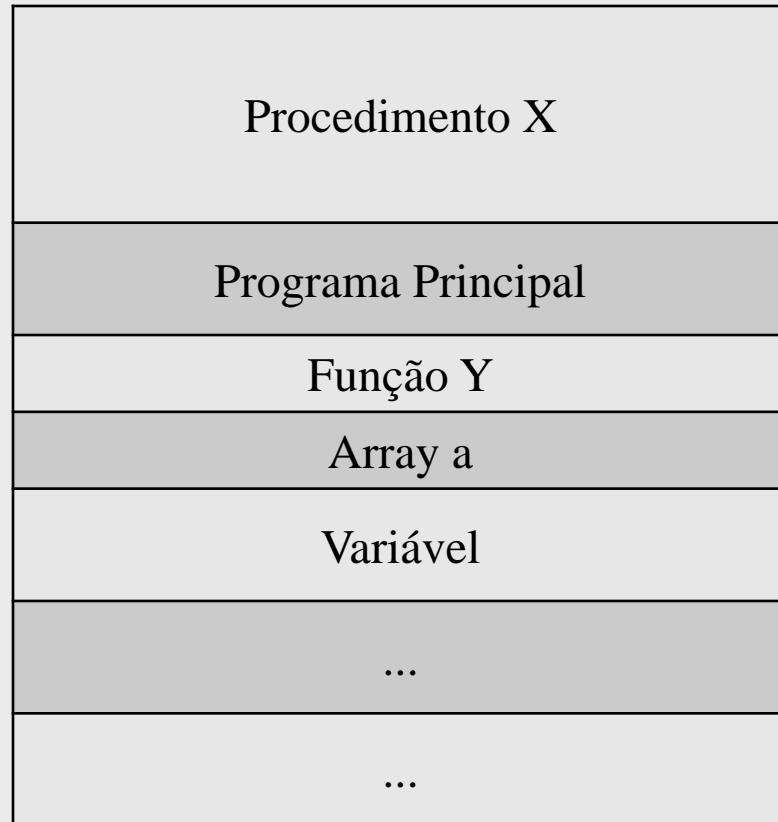 Procedimento X
Programa Principal
Função Y
Array a
Variável
...
...